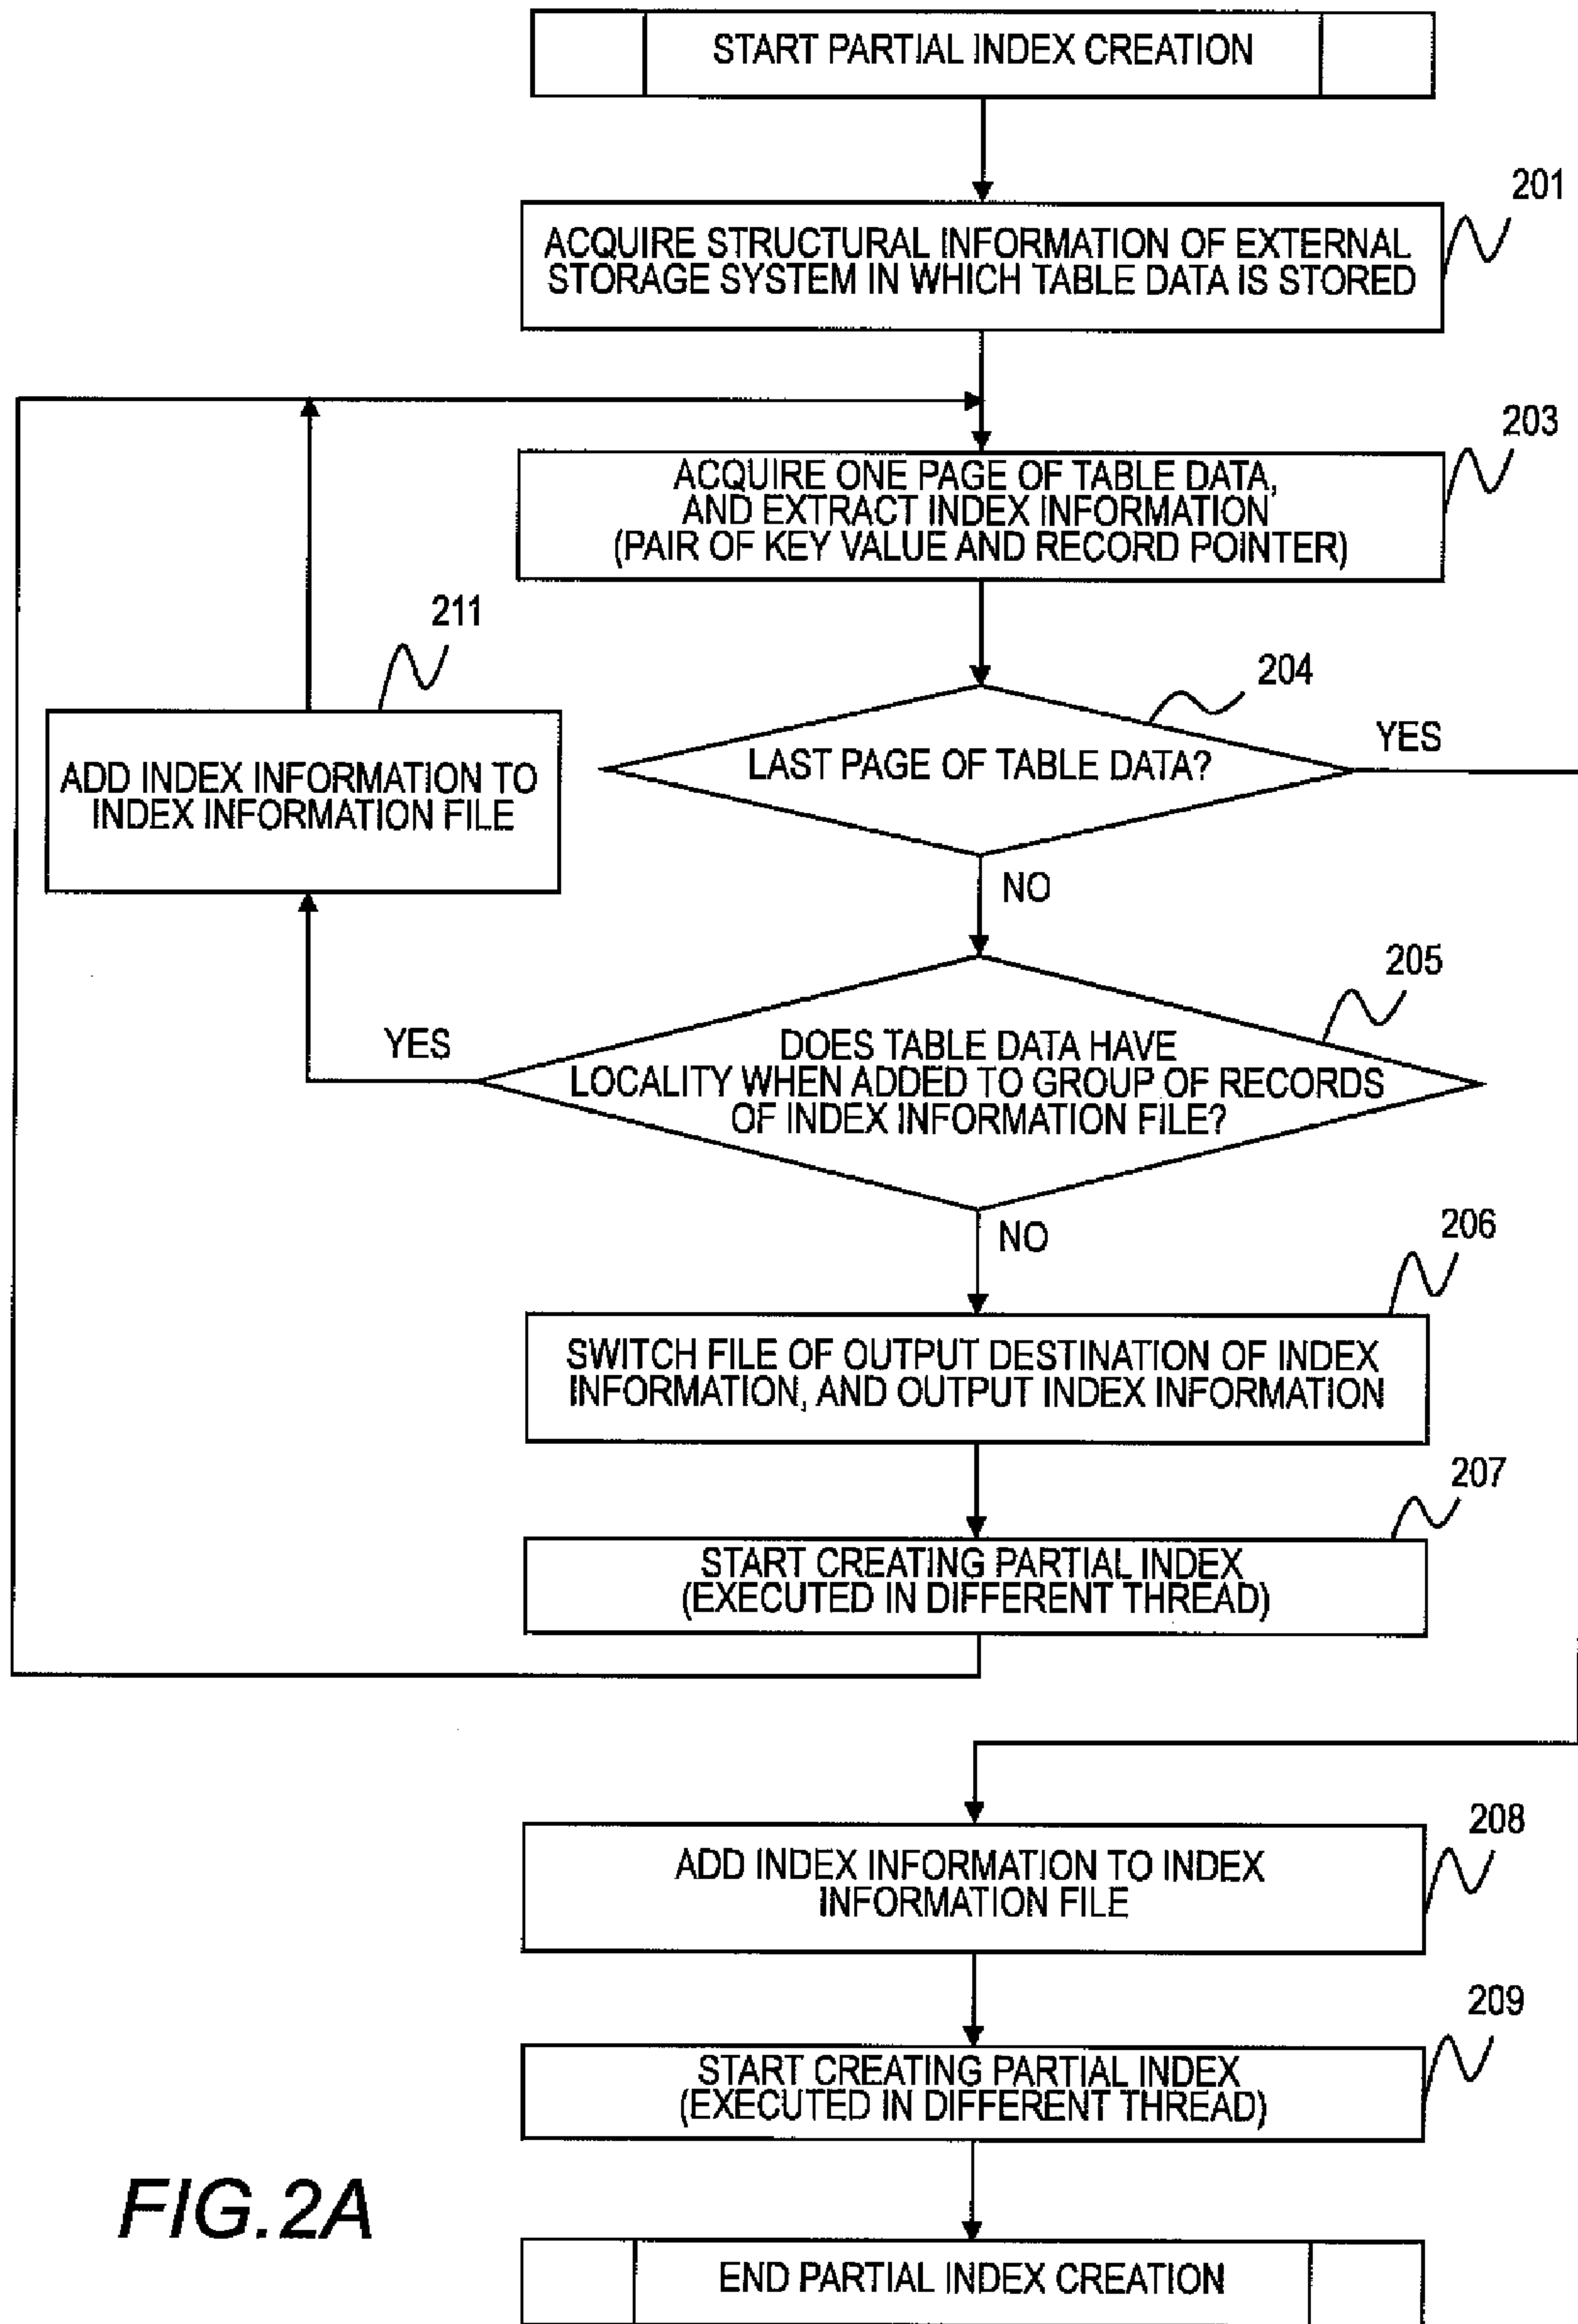 START PARTIAL INDEX CREATION
201
ACQUIRE STRUCTURAL INFORMATION OF EXTERNAL
STORAGE SYSTEM IN WHICH TABLE DATA IS STORED
203
ACQUIRE ONE PAGE OF TABLE DATA,
AND EXTRACT INDEX INFORMATION
(PAIR OF KEY VALUE AND RECORD POINTER)
211
204
YES
LAST PAGE OF TABLE DATA?
ADD INDEX INFORMATION TO
INDEX INFORMATION FILE
NO
205
YES
DOES TABLE DATA HAVE
LOCALITY WHEN ADDED TO GROUP OF RECORDS
OF INDEX INFORMATION FILE?
NO
206
SWITCH FILE OF OUTPUT DESTINATION OF INDEX
INFORMATION, AND OUTPUT INDEX INFORMATION
207
START CREATING PARTIAL INDEX
(EXECUTED IN DIFFERENT THREAD)
208
ADD INDEX INFORMATION TO INDEX
INFORMATION FILE
209
START CREATING PARTIAL INDEX
(EXECUTED IN DIFFERENT THREAD)
FIG.2A
END PARTIAL INDEX CREATION